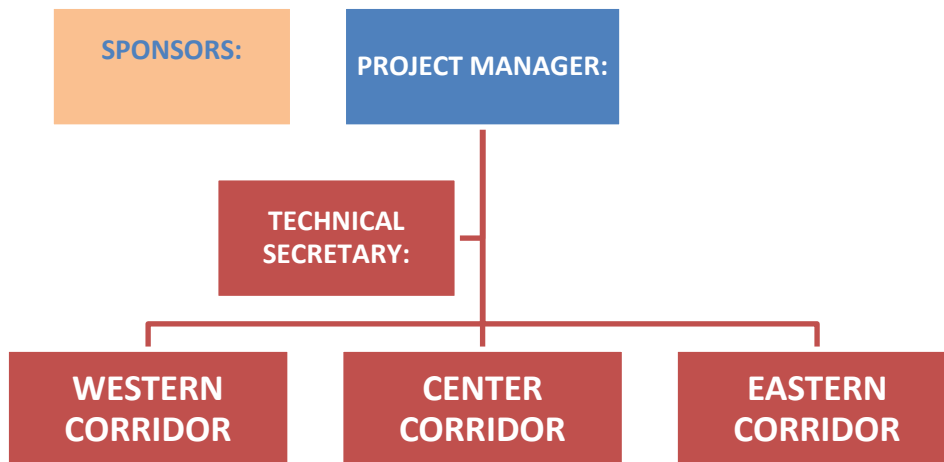 SPONSORS:
PROJECT MANAGER:
TECHNICAL
SECRETARY:
WESTERN
CORRIDOR
CENTER
CORRIDOR
EASTERN
CORRIDOR